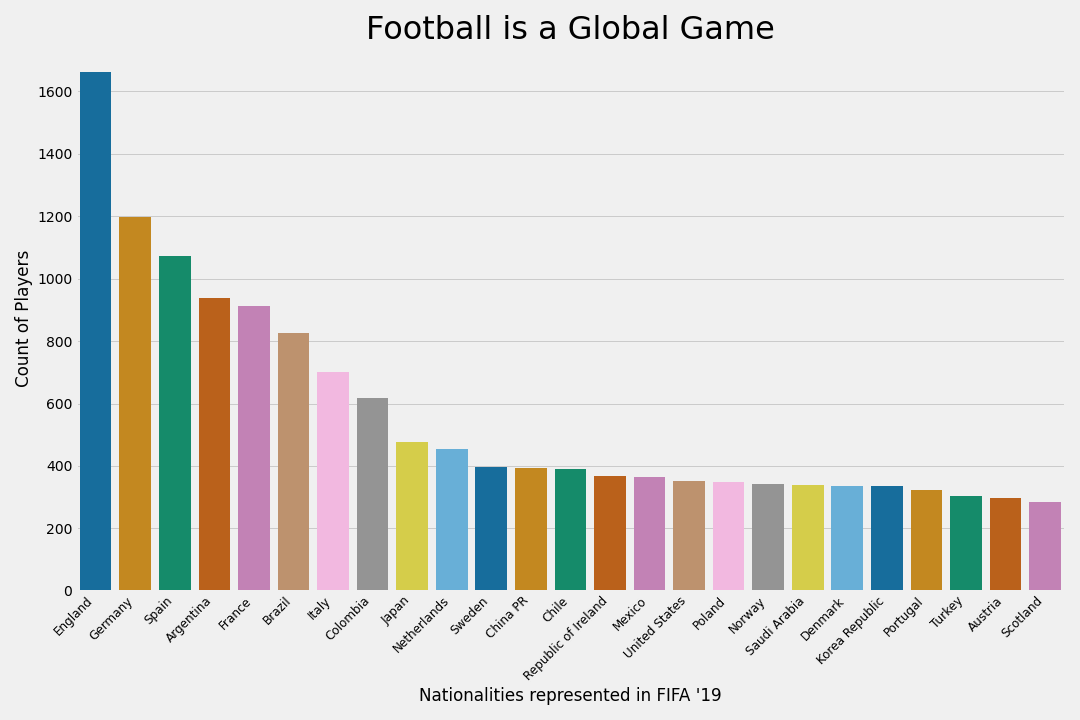 Football is a Global Game
Count of Players
1600
1400
1200
1000
800
600
400
200
0
England
Germany
Spain
Argentina
France
Brazil
Italy
Colombia
Japan
Netherlands
Sweden
China PR
Chile
Republic of Ireland
Mexico
United States
Poland
Norway
Saudi Arabia
Denmark
Korea Republic
Portugal
Turkey
Austria
Scotland
Nationalities represented in FIFA '19